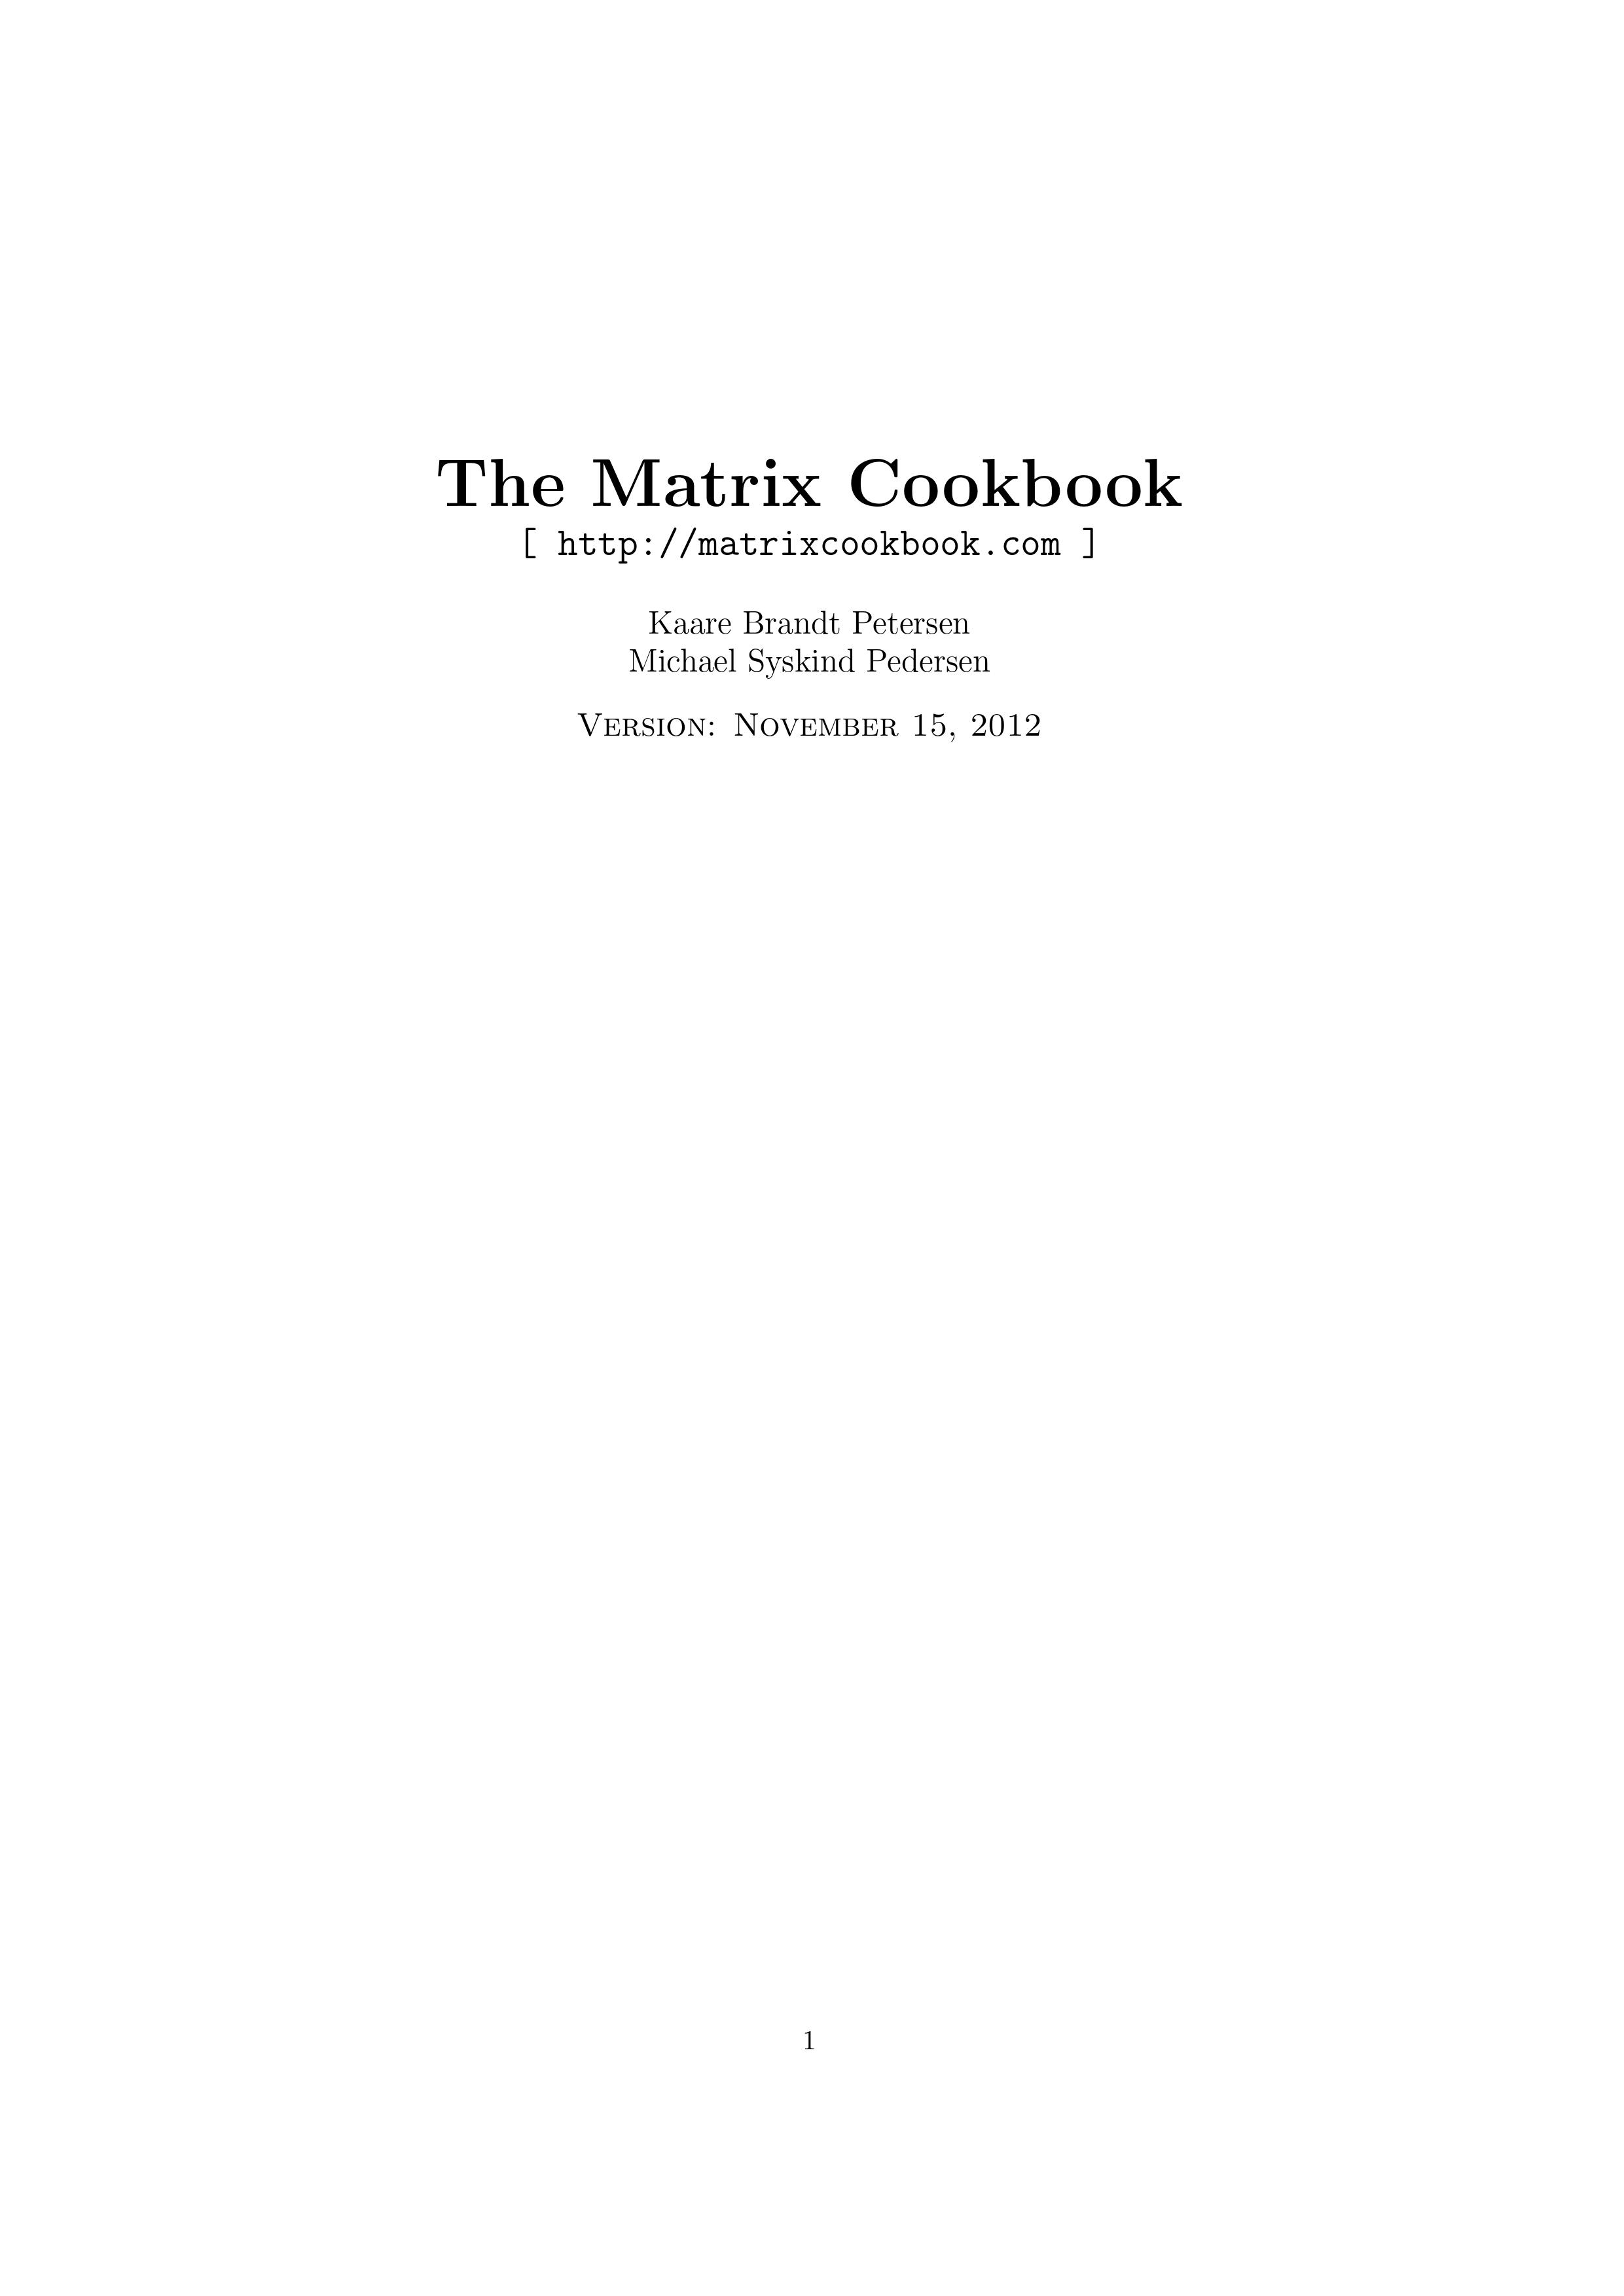 The Matrix Cookbook
[ http://matrixcookbook.com ]
Kaare Brandt Petersen
Michael Syskind Pedersen
Version: November 15, 2012
1